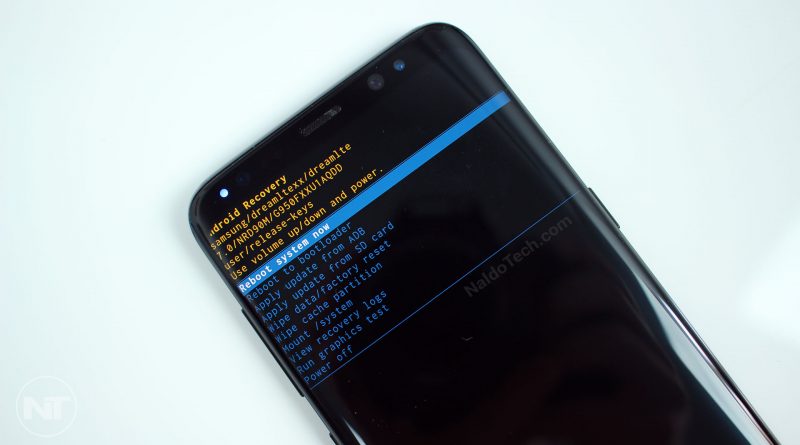 Android Recovery
samsung/dreamltexx/dreamlte
7.0/NRD90M/G950FXXU1AQDD
user/release-keys
Use volume up/down and power.
Reboot system now
Reboot to bootloader
Apply update from ADB
Apply update from SD card
Wipe data/factory reset
Wipe cache partition
Mount /system
View recovery logs
Run graphics test
Power off
NaldoTech.com
NT